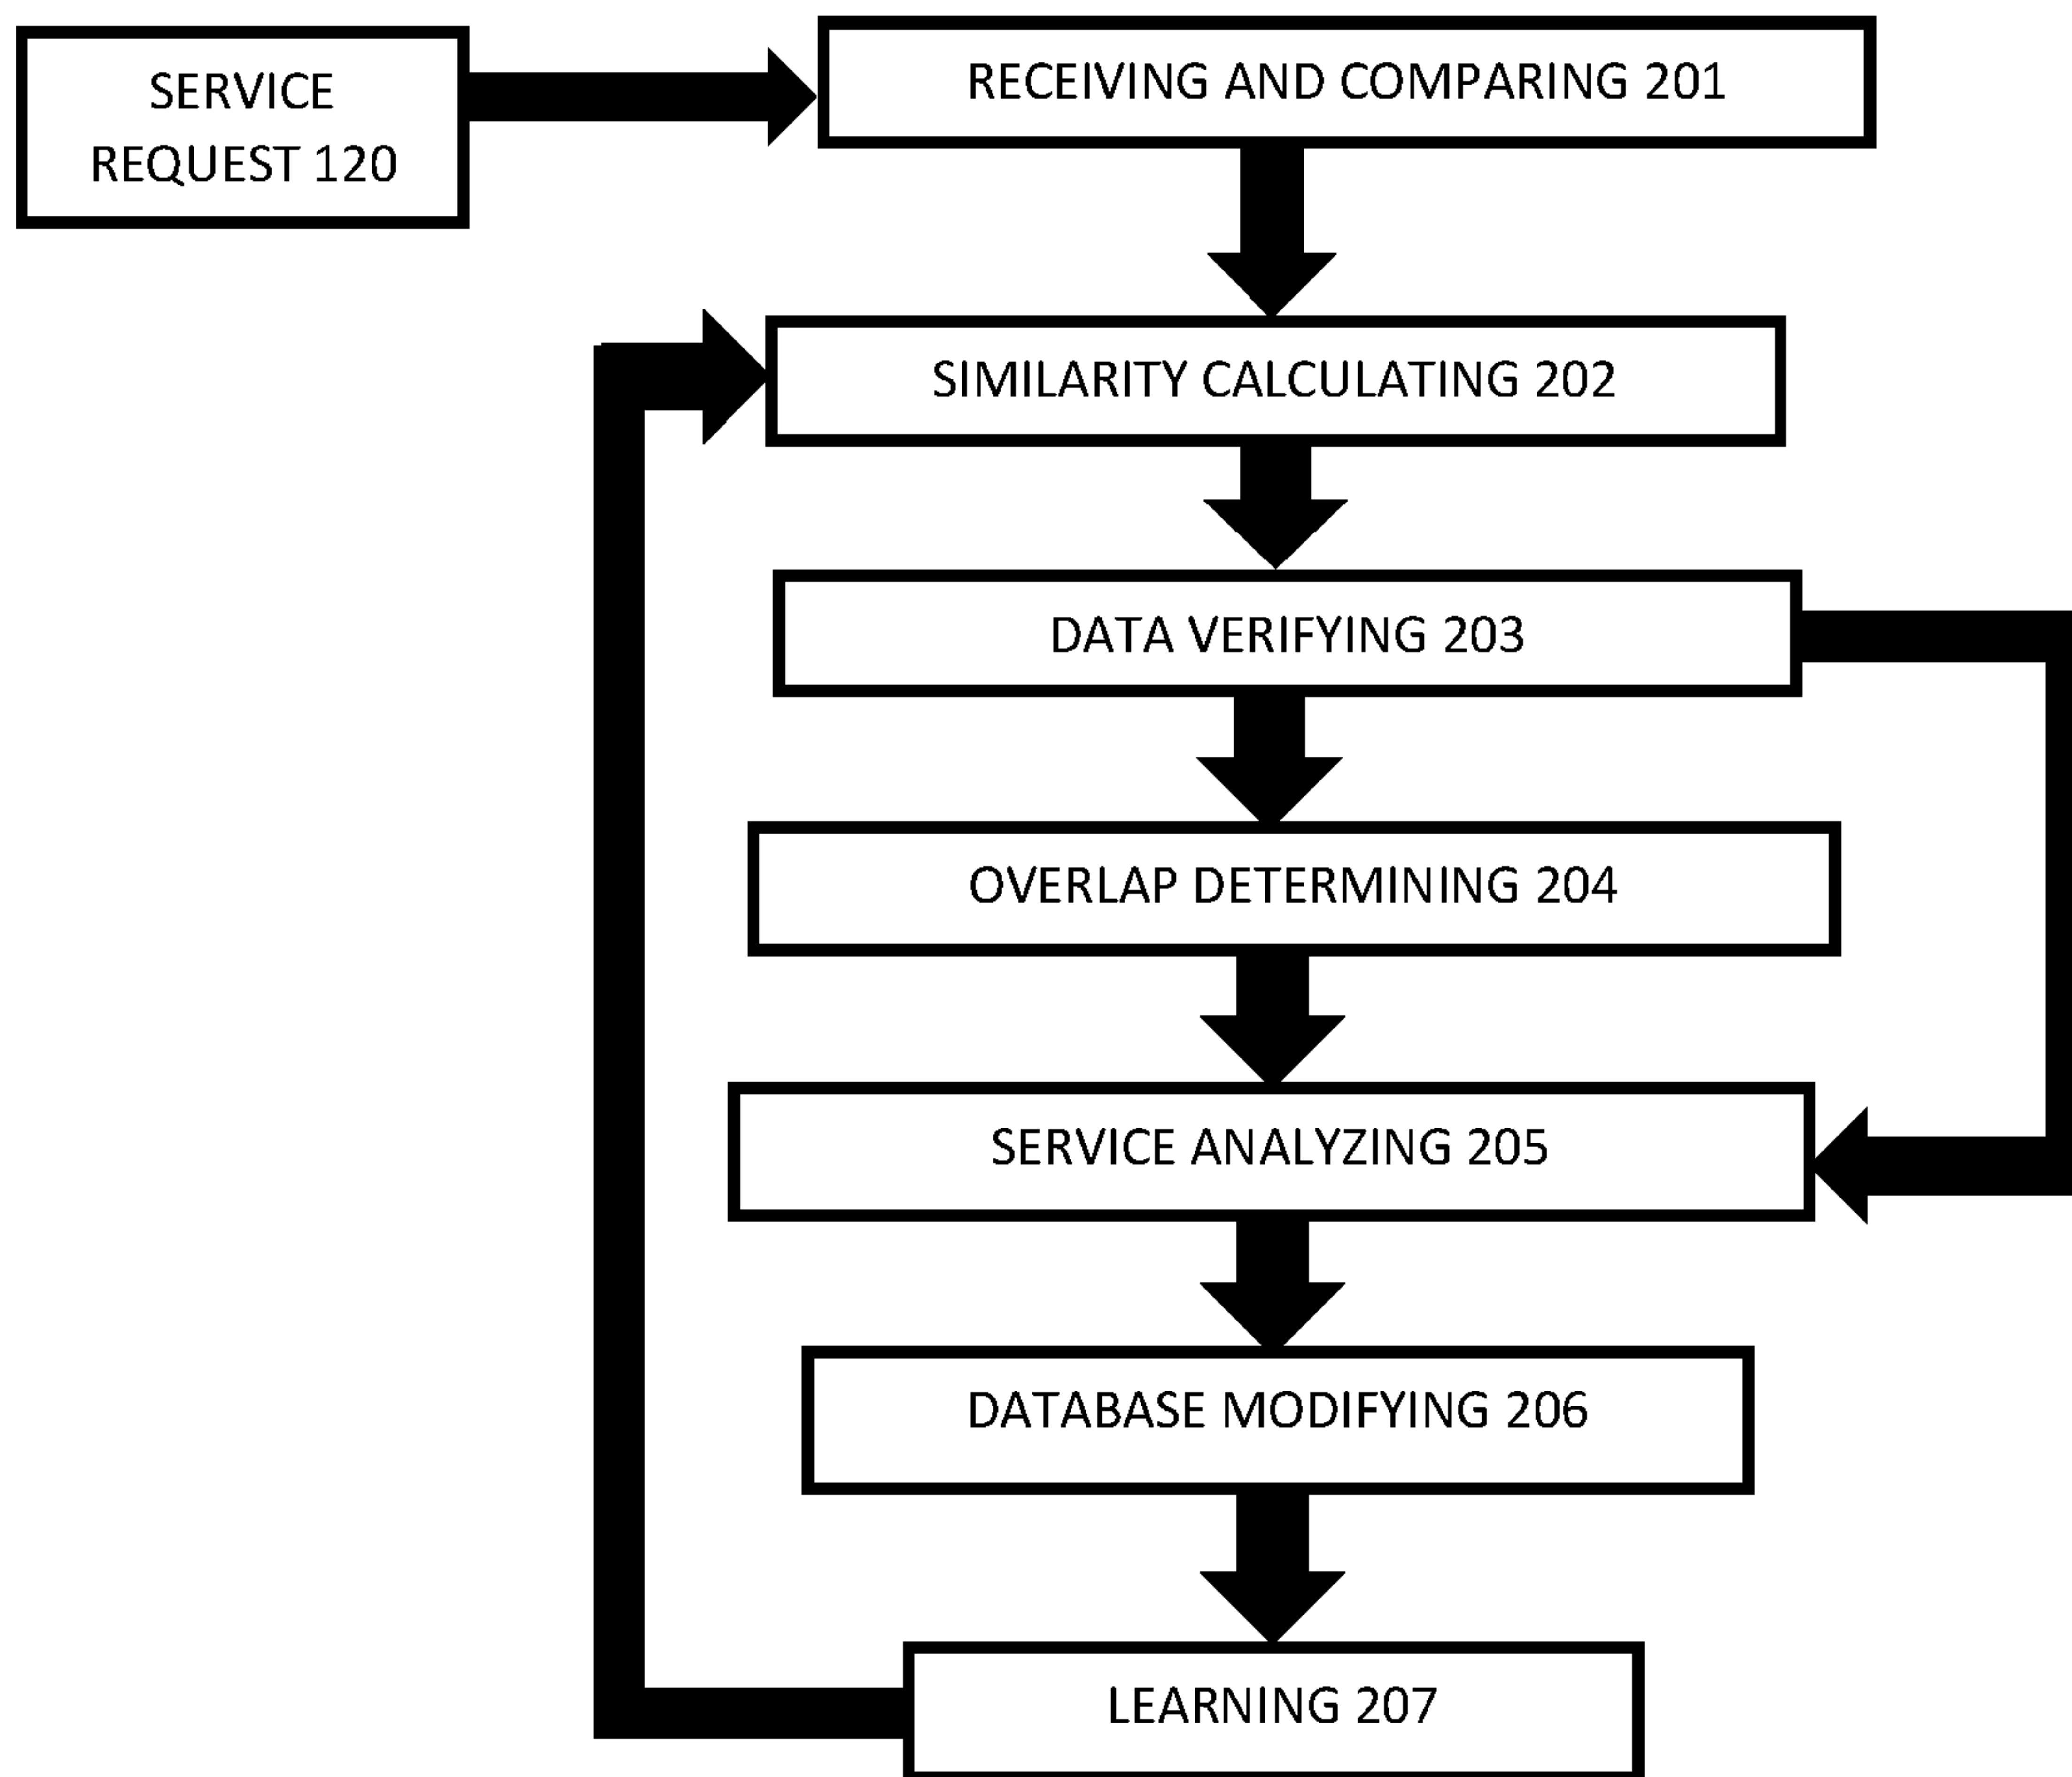 SERVICE
REQUEST 120
RECEIVING AND COMPARING 201
SIMILARITY CALCULATING 202
DATA VERIFYING 203
OVERLAP DETERMINING 204
SERVICE ANALYZING 205
DATABASE MODIFYING 206
LEARNING 207